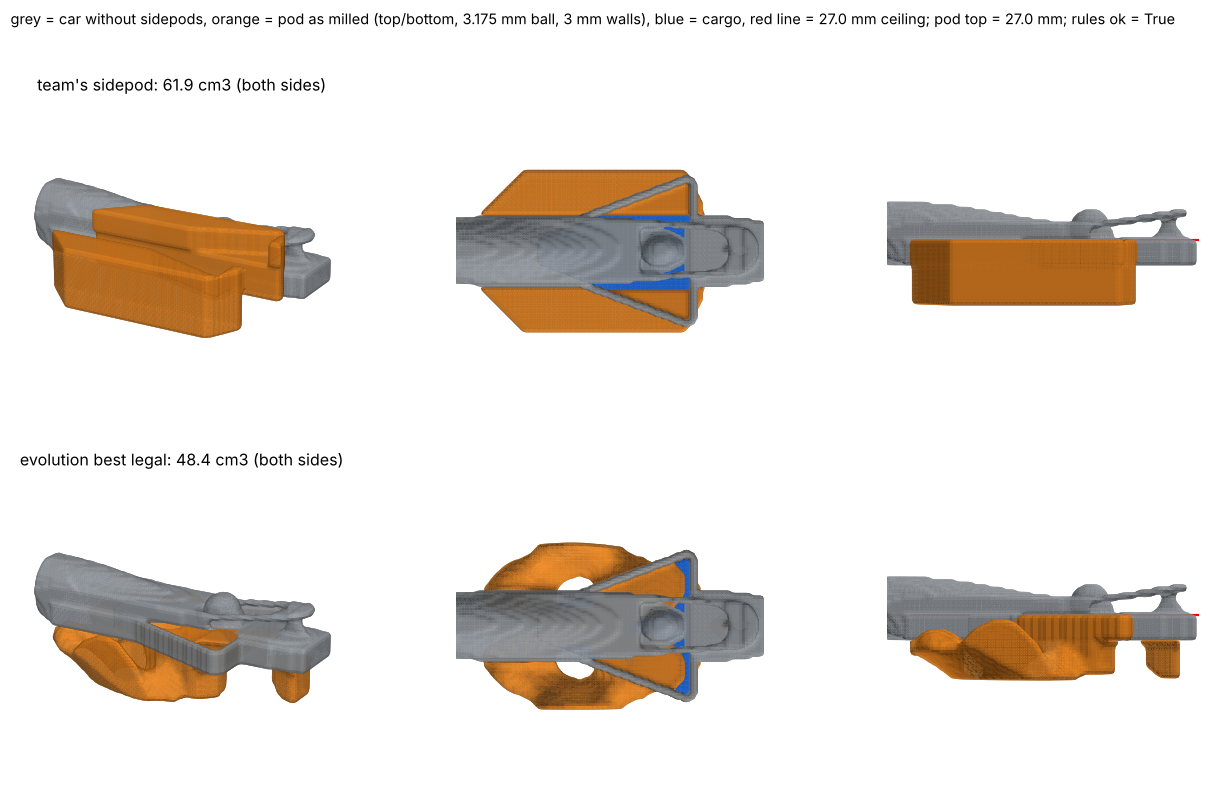 grey = car without sidepods, orange = pod as milled (top/bottom, 3.175 mm ball, 3 mm walls), blue = cargo, red line = 27.0 mm ceiling; pod top = 27.0 mm; rules ok = True
team's sidepod: 61.9 cm3 (both sides)
evolution best legal: 48.4 cm3 (both sides)